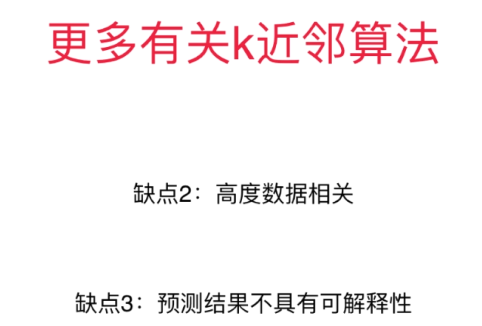 更多有关k近邻算法
缺点2：高度数据相关
缺点3：预测结果不具有可解释性